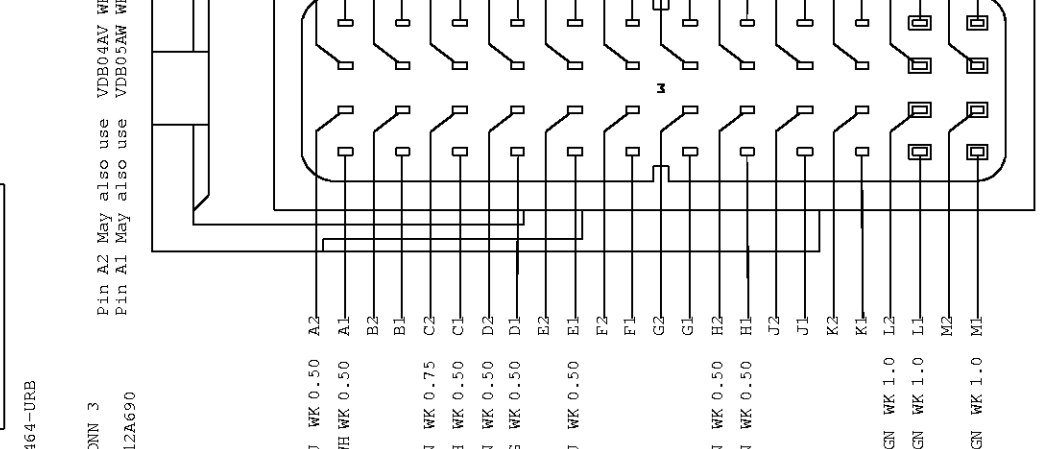 Pin A2 May also use VDB04AV
Pin A1 May also use VDB05AW
464-URB
3
12A690
3
A2
A1
B2
B1
C2
C1
D2
D1
E2
E1
F2
F1
G2
G1
H2
H1
J2
J1
K2
K1
L2
L1
M2
M1
WK 0.50
WK 0.50
WK 0.75
WK 0.50
WK 0.50
WK 0.50
WK 0.50
WK 0.50
WK 0.50
GN WK 1.0
GN WK 1.0
GN WK 1.0